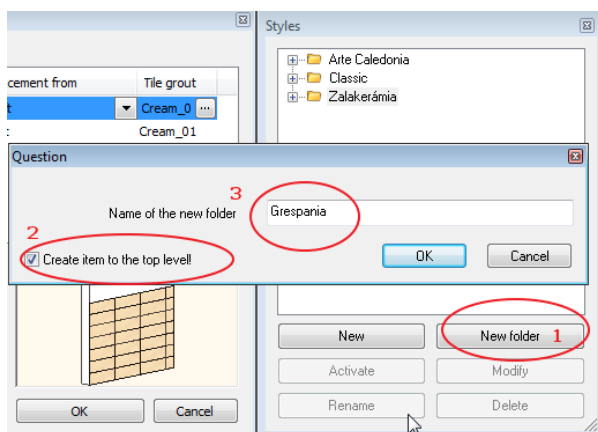 Styles
Arte Caledonia
Classic
Zalakerámia
cement from Tile grout
t Cream_0 ...
: Cream_01
Question
3
Name of the new folder Grespania
2
Create item to the top level!
OK Cancel
New New folder 1
Activate Modify
Rename Delete
OK Cancel